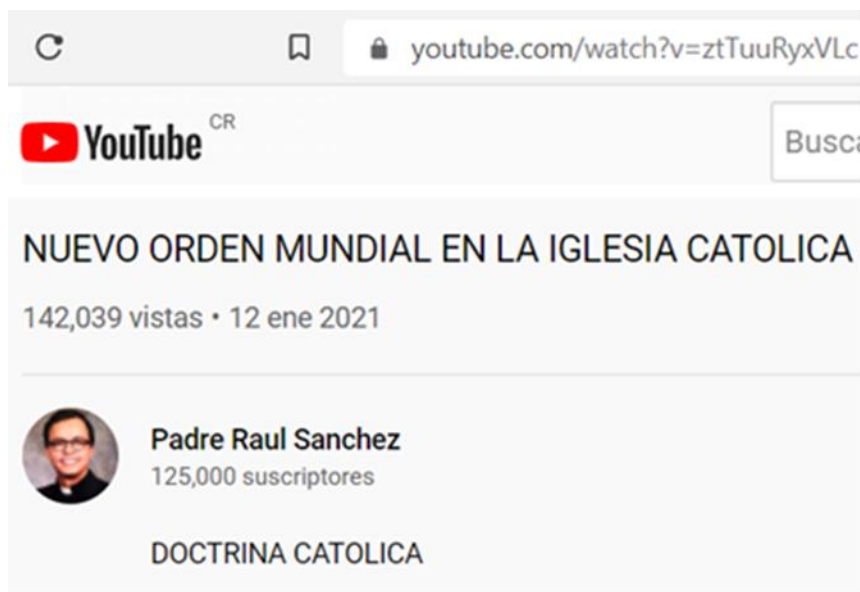 youtube.com/watch?v=ztTuuRyxVLc
YouTube CR
Busca
NUEVO ORDEN MUNDIAL EN LA IGLESIA CATOLICA
142,039 vistas • 12 ene 2021
Padre Raul Sanchez
125,000 suscriptores
DOCTRINA CATOLICA